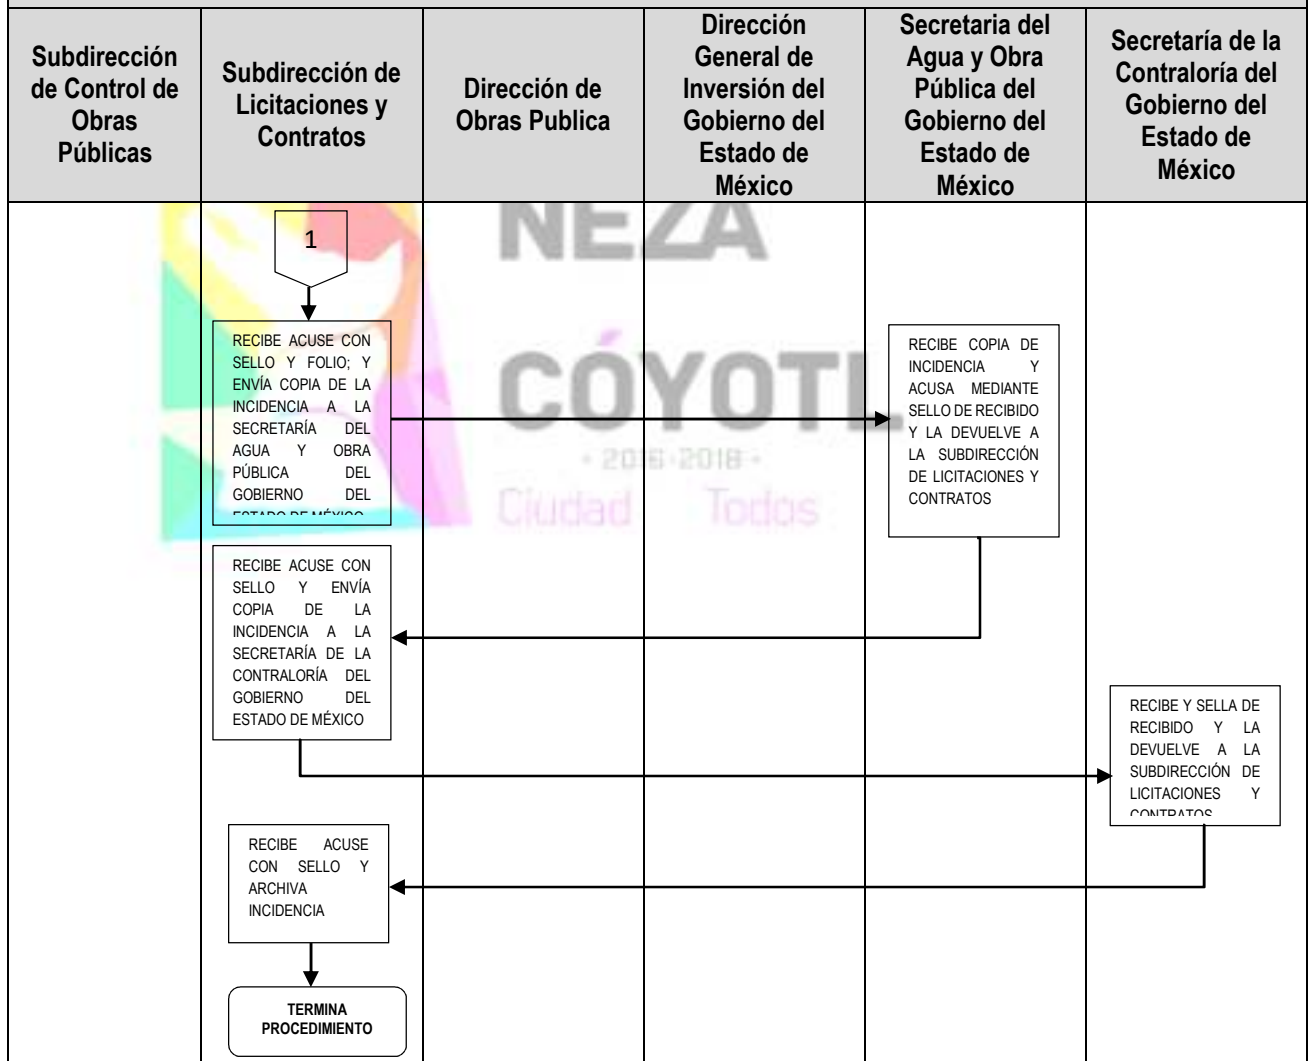 Subdirección
de Control de
Obras
Públicas
Subdirección de
Licitaciones y
Contratos
Dirección de
Obras Publica
Dirección
General de
Inversión del
Gobierno del
Estado de
México
Secretaria del
Agua y Obra
Pública del
Gobierno del
Estado de
México
Secretaría de la
Contraloría del
Gobierno del
Estado de
México
NEZA
CÓYOTL
- 2016-2018 -
Ciudad Todos
1
RECIBE ACUSE CON
SELLO Y FOLIO; Y
ENVÍA COPIA DE LA
INCIDENCIA A LA
SECRETARÍA DEL
AGUA Y OBRA
PÚBLICA DEL
GOBIERNO DEL
ESTADO DE MÉXICO
RECIBE COPIA DE
INCIDENCIA Y
ACUSA MEDIANTE
SELLO DE RECIBIDO
Y LA DEVUELVE A
LA SUBDIRECCIÓN
DE LICITACIONES Y
CONTRATOS
RECIBE ACUSE CON
SELLO Y ENVÍA
COPIA DE LA
INCIDENCIA A LA
SECRETARÍA DE LA
CONTRALORÍA DEL
GOBIERNO DEL
ESTADO DE MÉXICO
RECIBE Y SELLA DE
RECIBIDO Y LA
DEVUELVE A LA
SUBDIRECCIÓN DE
LICITACIONES Y
CONTRATOS
RECIBE ACUSE
CON SELLO Y
ARCHIVA
INCIDENCIA
TERMINA
PROCEDIMIENTO